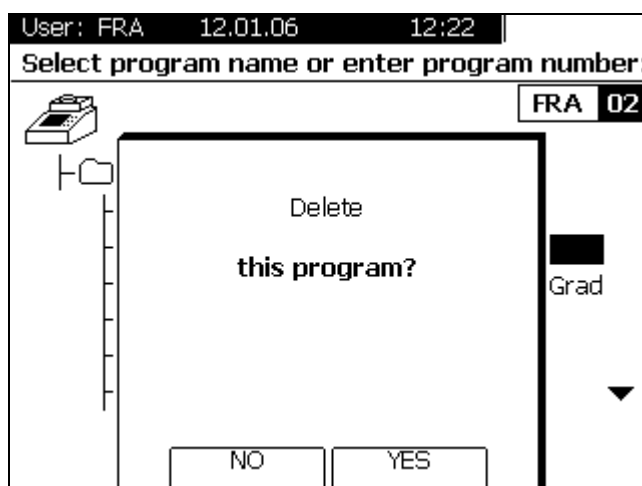 User: FRA 12.01.06 12:22
Select program name or enter program number:
FRA 02
Delete
this program?
Grad
NO YES